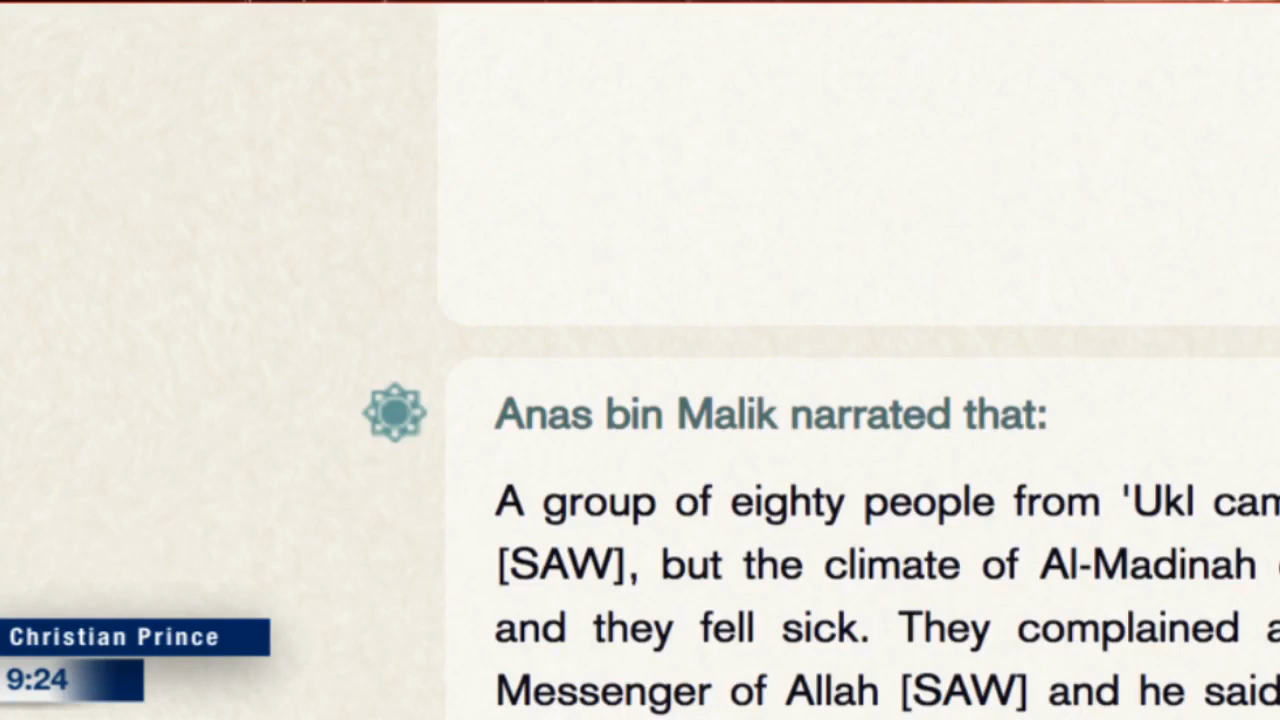 Anas bin Malik narrated that:
A group of eighty people from 'Ukl
[SAW], but the climate of Al-Madinah
and they fell sick. They complained
Messenger of Allah [SAW] and he said
Christian Prince
9:24